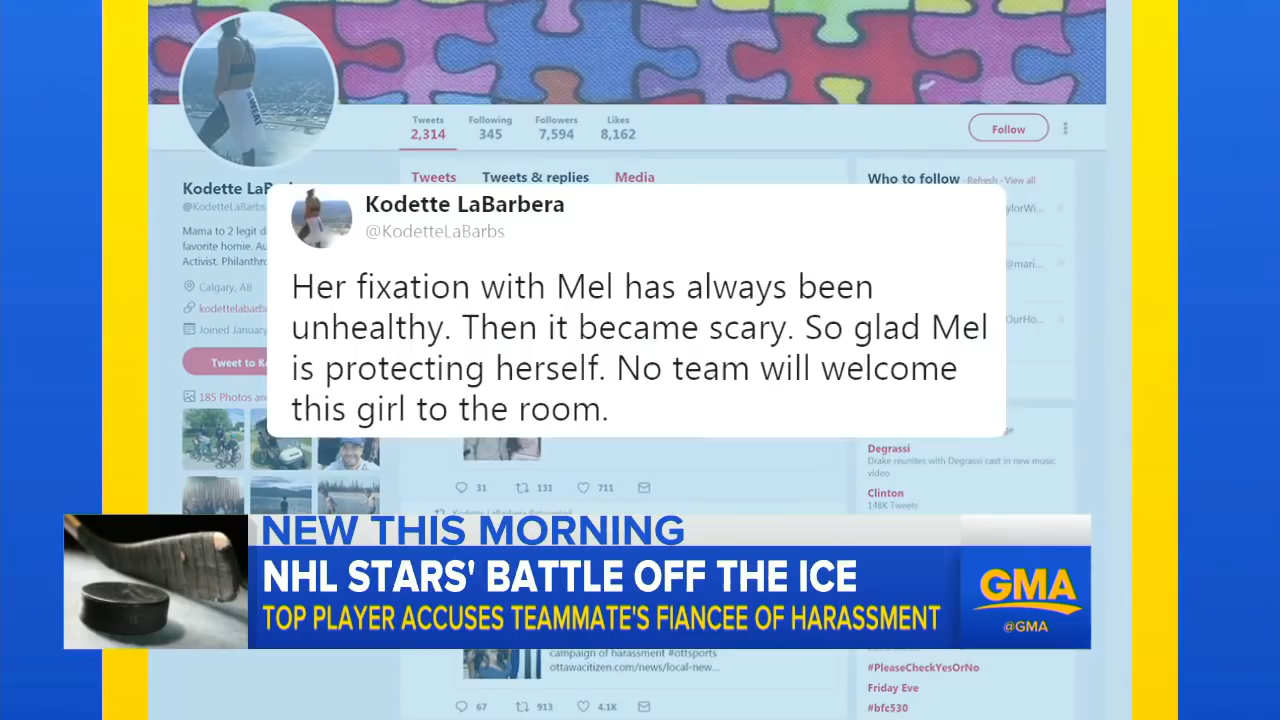 Tweets Following Followers Likes
2,314 345 7,594 8,162
Follow
Tweets Tweets & replies Media
Who to follow · Refresh · View all
Kodette
@KodetteLaBarbs
Mama to 2 legit
favorite homie.
Activist.
Calgary, AB
Joined January
Tweet to
185 Photos
Kodette LaBarbera
@KodetteLaBarbs
Her fixation with Mel has always been
unhealthy. Then it became scary. So glad Mel
is protecting herself. No team will welcome
this girl to the room.
Degrassi
Drake reunites with Degrassi cast in new music
video
Clinton
148K Tweets
31 131 711
NEW THIS MORNING
NHL STARS' BATTLE OFF THE ICE
TOP PLAYER ACCUSES TEAMMATE'S FIANCEE OF HARASSMENT
GMA
@GMA
campaign of harassment #ottsports
ottawacitizen.com/news/local-new...
67 913 4.1K
#PleaseCheckYesOrNo
Friday Eve
#bfc530